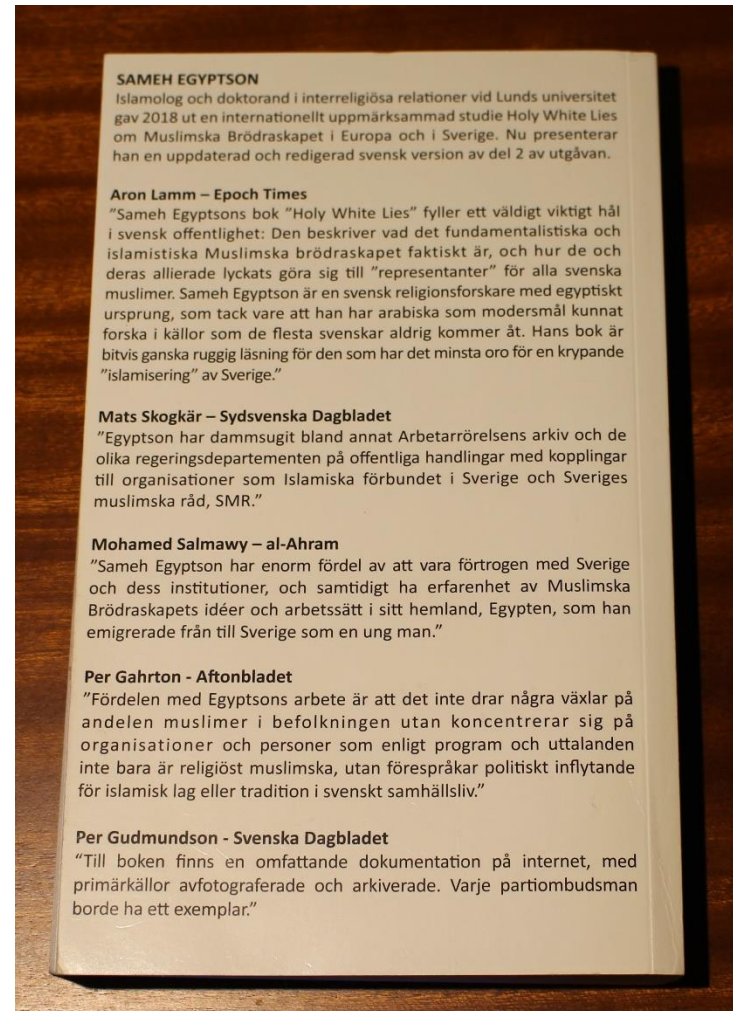 SAMEH EGYPTSON
Islamolog och doktorand i interreligiösa relationer vid Lunds universitet
gav 2018 ut en internationellt uppmärksammad studie Holy White Lies
om Muslimska Brödraskapet i Europa och i Sverige. Nu presenterar
han en uppdaterad och redigerad svensk version av del 2 av utgåvan.
Aron Lamm – Epoch Times
"Sameh Egyptsons bok "Holy White Lies" fyller ett väldigt viktigt hål
i svensk offentlighet: Den beskriver vad det fundamentalistiska och
islamistiska Muslimska brödraskapet faktiskt är, och hur de och
deras allierade lyckats göra sig till "representanter" för alla svenska
muslimer. Sameh Egyptson är en svensk religionsforskare med egyptiskt
ursprung, som tack vare att han har arabiska som modersmål kunnat
forska i källor som de flesta svenskar aldrig kommer åt. Hans bok är
bitvis ganska ruggig läsning för den som har det minsta oro för en krypande
"islamisering" av Sverige."
Mats Skogkär – Sydsvenska Dagbladet
"Egyptson har dammsugit bland annat Arbetarrörelsens arkiv och de
olika regeringsdepartementen på offentliga handlingar med kopplingar
till organisationer som Islamiska förbundet i Sverige och Sveriges
muslimska råd, SMR."
Mohamed Salmawy – al-Ahram
"Sameh Egyptson har enorm fördel av att vara förtrogen med Sverige
och dess institutioner, och samtidigt ha erfarenhet av Muslimska
Brödraskapets idéer och arbetssätt i sitt hemland, Egypten, som han
emigrerade från till Sverige som en ung man."
Per Gahrton - Aftonbladet
"Fördelen med Egyptsons arbete är att det inte drar några växlar på
andelen muslimer i befolkningen utan koncentrerar sig på
organisationer och personer som enligt program och uttalanden
inte bara är religiöst muslimska, utan förespråkar politiskt inflytande
för islamisk lag eller tradition i svenskt samhällsliv."
Per Gudmundson - Svenska Dagbladet
"Till boken finns en omfattande dokumentation på internet, med
primärkällor avfotograferade och arkiverade. Varje partiombudsman
borde ha ett exemplar."